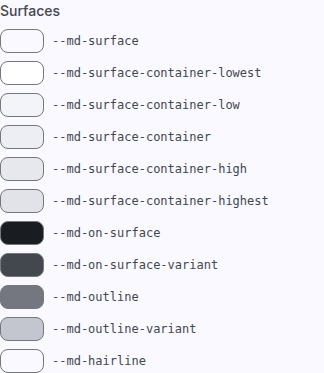 Surfaces
--md-surface
--md-surface-container-lowest
--md-surface-container-low
--md-surface-container
--md-surface-container-high
--md-surface-container-highest
--md-on-surface
--md-on-surface-variant
--md-outline
--md-outline-variant
--md-hairline